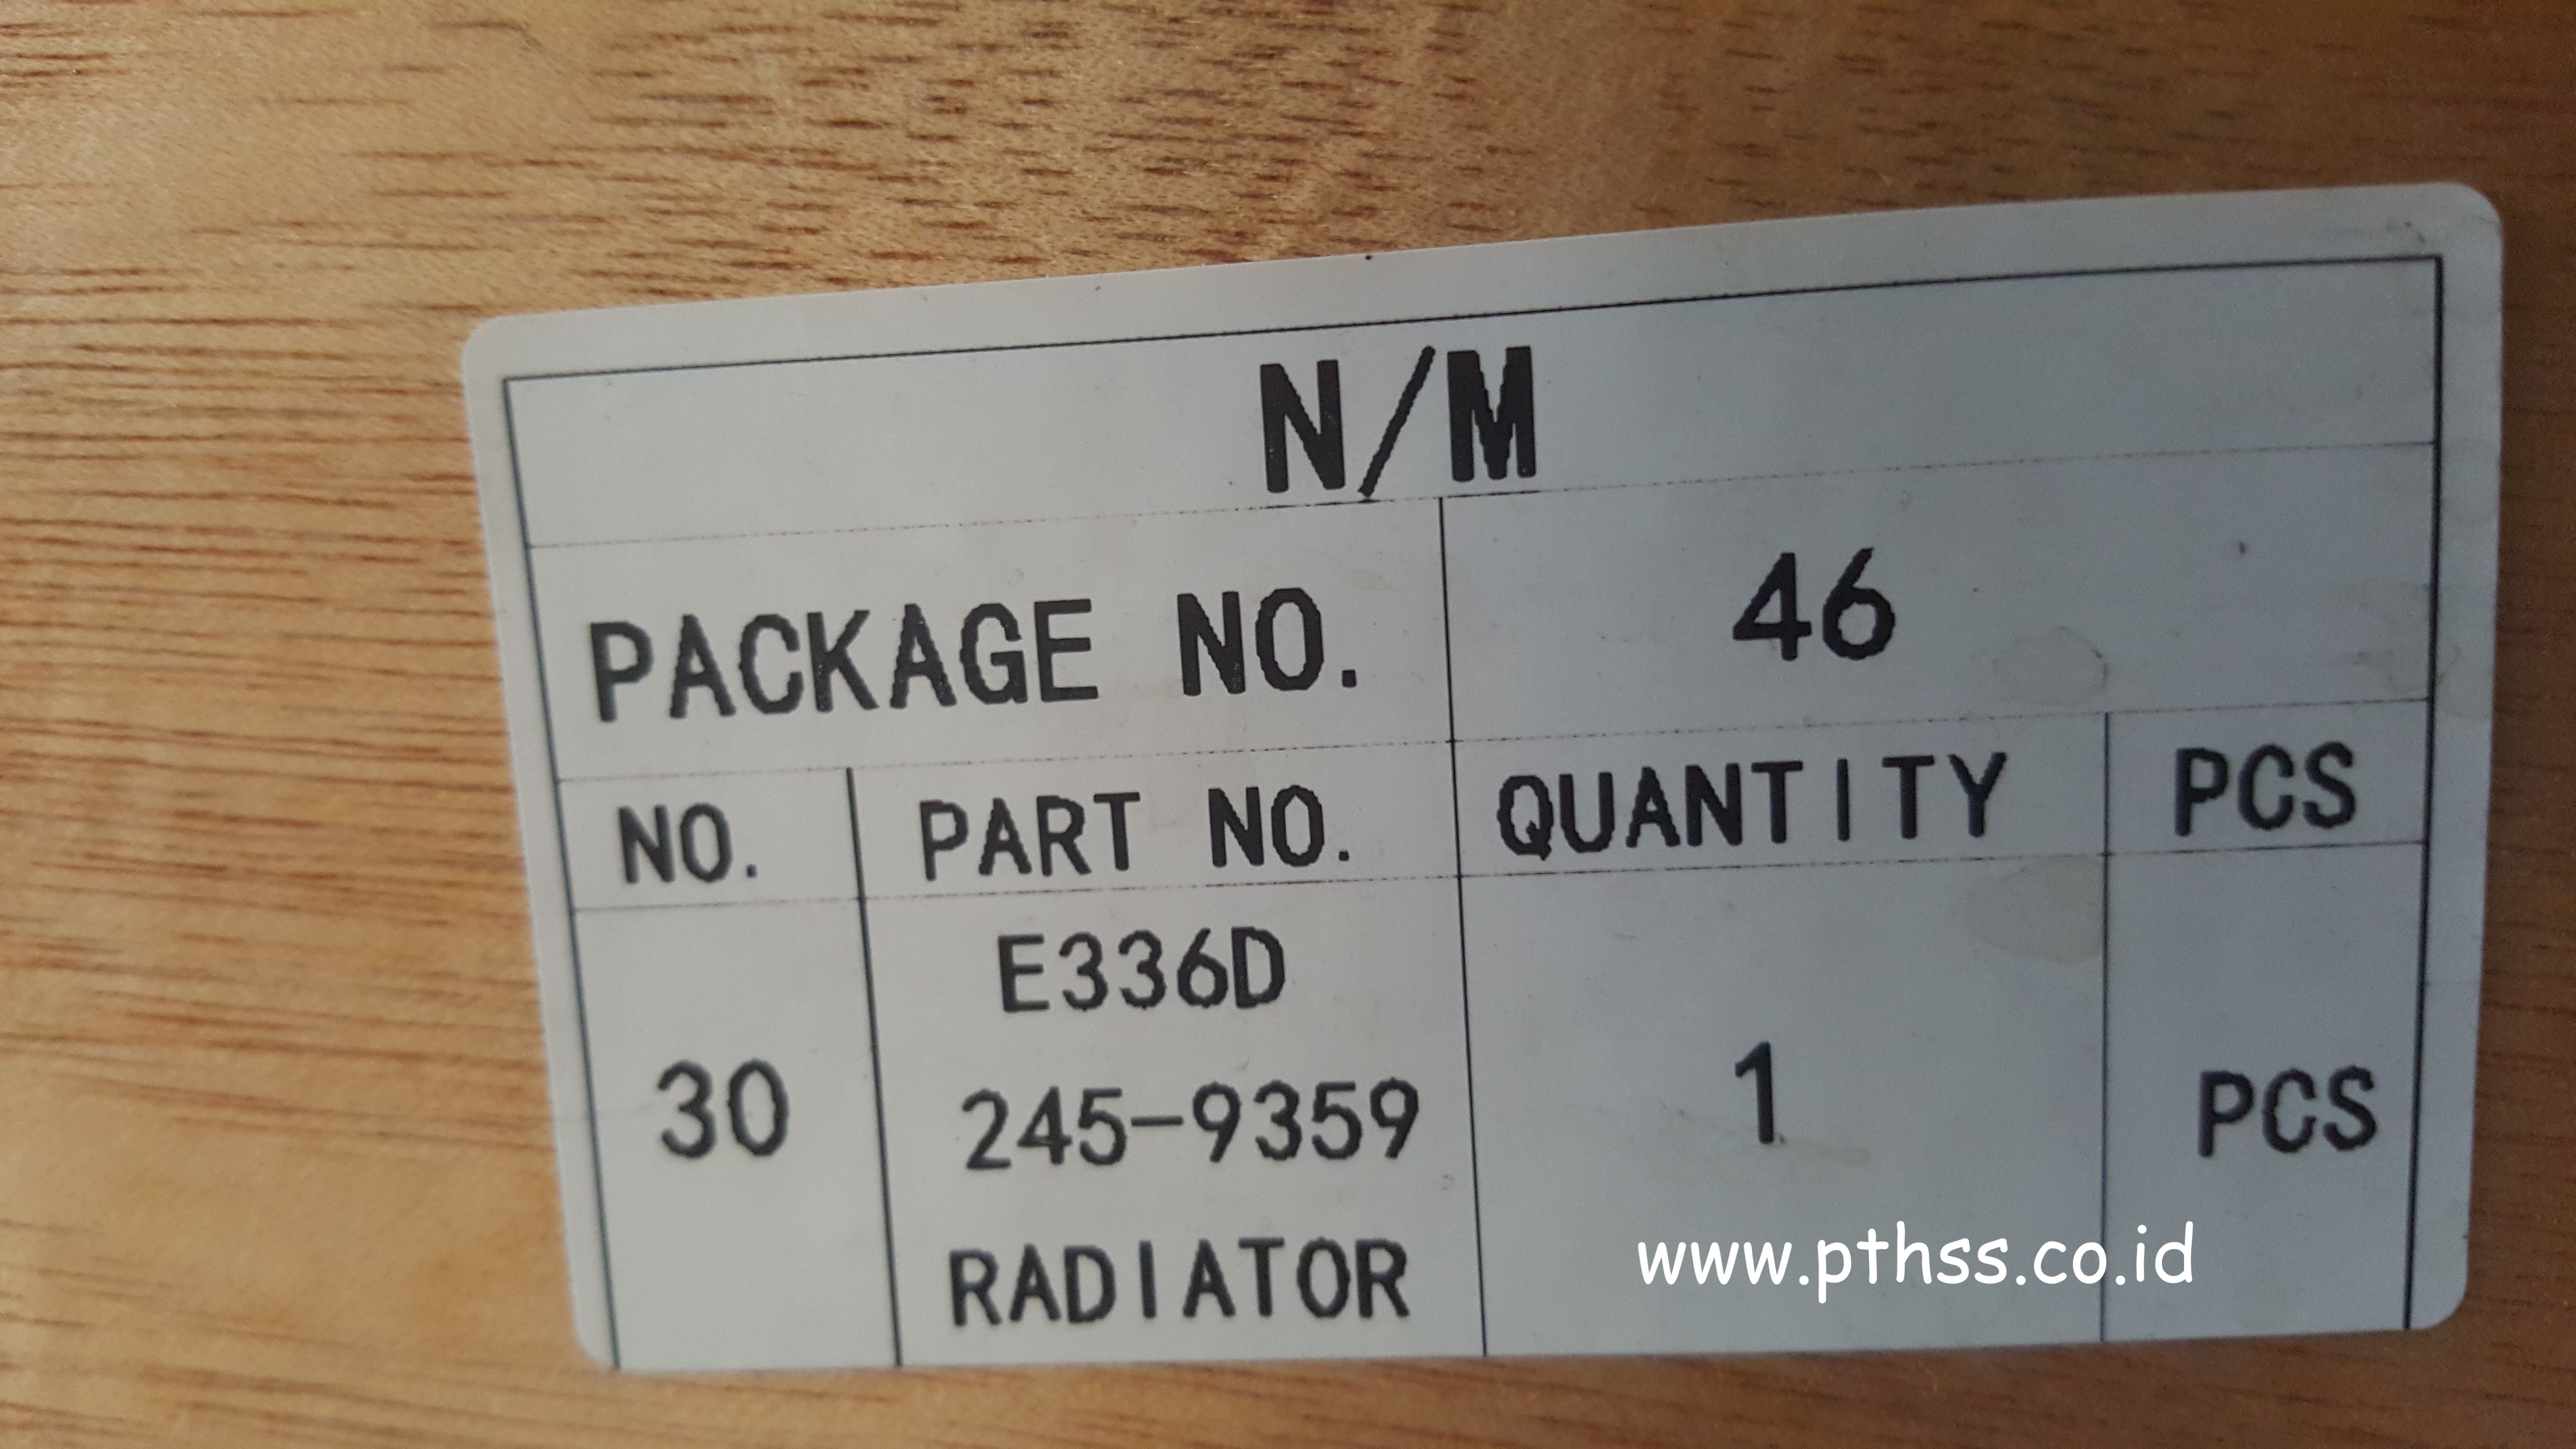 N/M
PACKAGE NO. 46
NO. PART NO. QUANTITY PCS
E336D
30 245-9359 1 PCS
RADIATOR
www.pthss.co.id